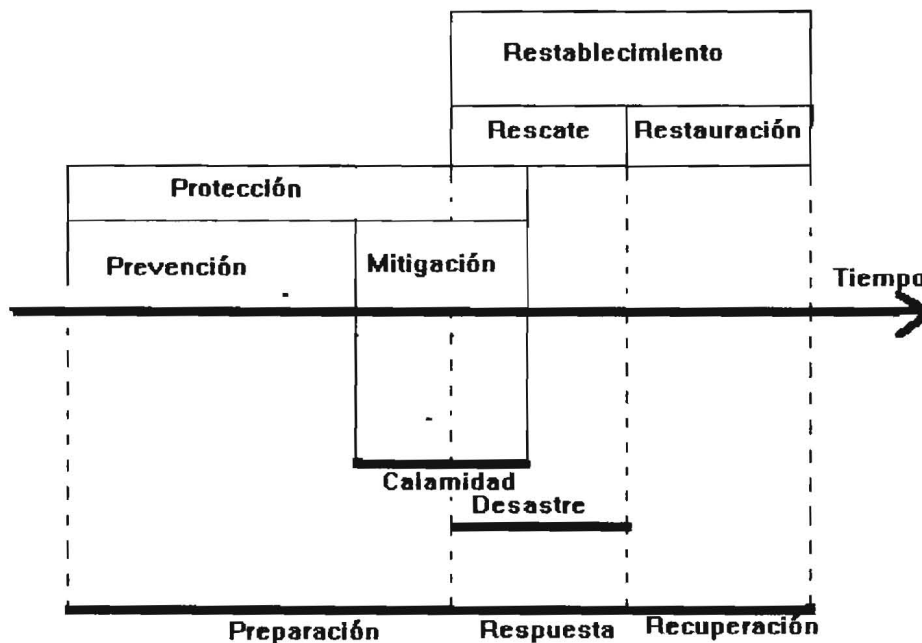 Restablecimiento
Rescate
Restauración
Protección
Prevención
Mitigación
Tiempo
Calamidad
Desastre
Preparación
Respuesta
Recuperación